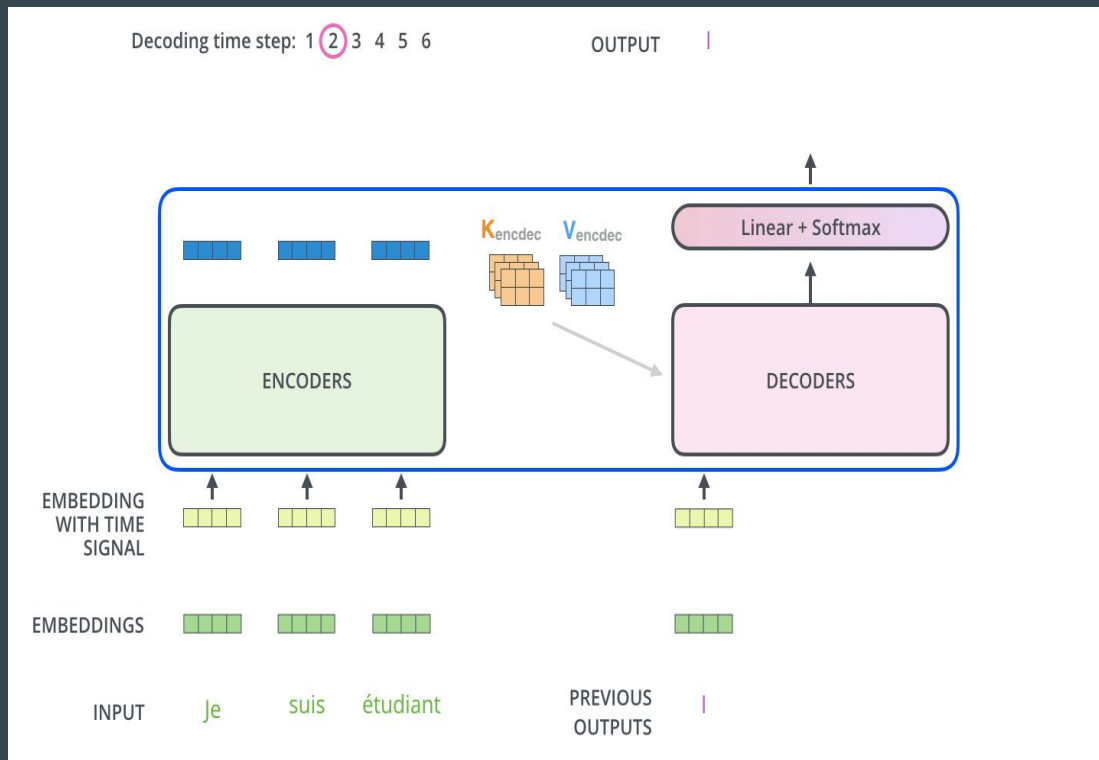 Decoding time step: 1 2 3 4 5 6
OUTPUT I
Kencdec Vencdec
Linear + Softmax
ENCODERS
DECODERS
EMBEDDING
WITH TIME
SIGNAL
EMBEDDINGS
INPUT Je suis étudiant
PREVIOUS
OUTPUTS
I